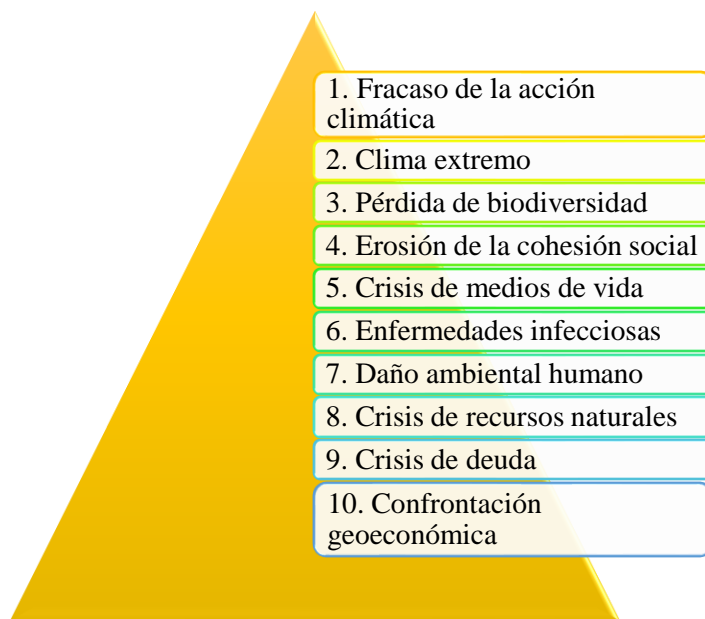 1. Fracaso de la acción
climática
2. Clima extremo
3. Pérdida de biodiversidad
4. Erosión de la cohesión social
5. Crisis de medios de vida
6. Enfermedades infecciosas
7. Daño ambiental humano
8. Crisis de recursos naturales
9. Crisis de deuda
10. Confrontación
geoeconómica